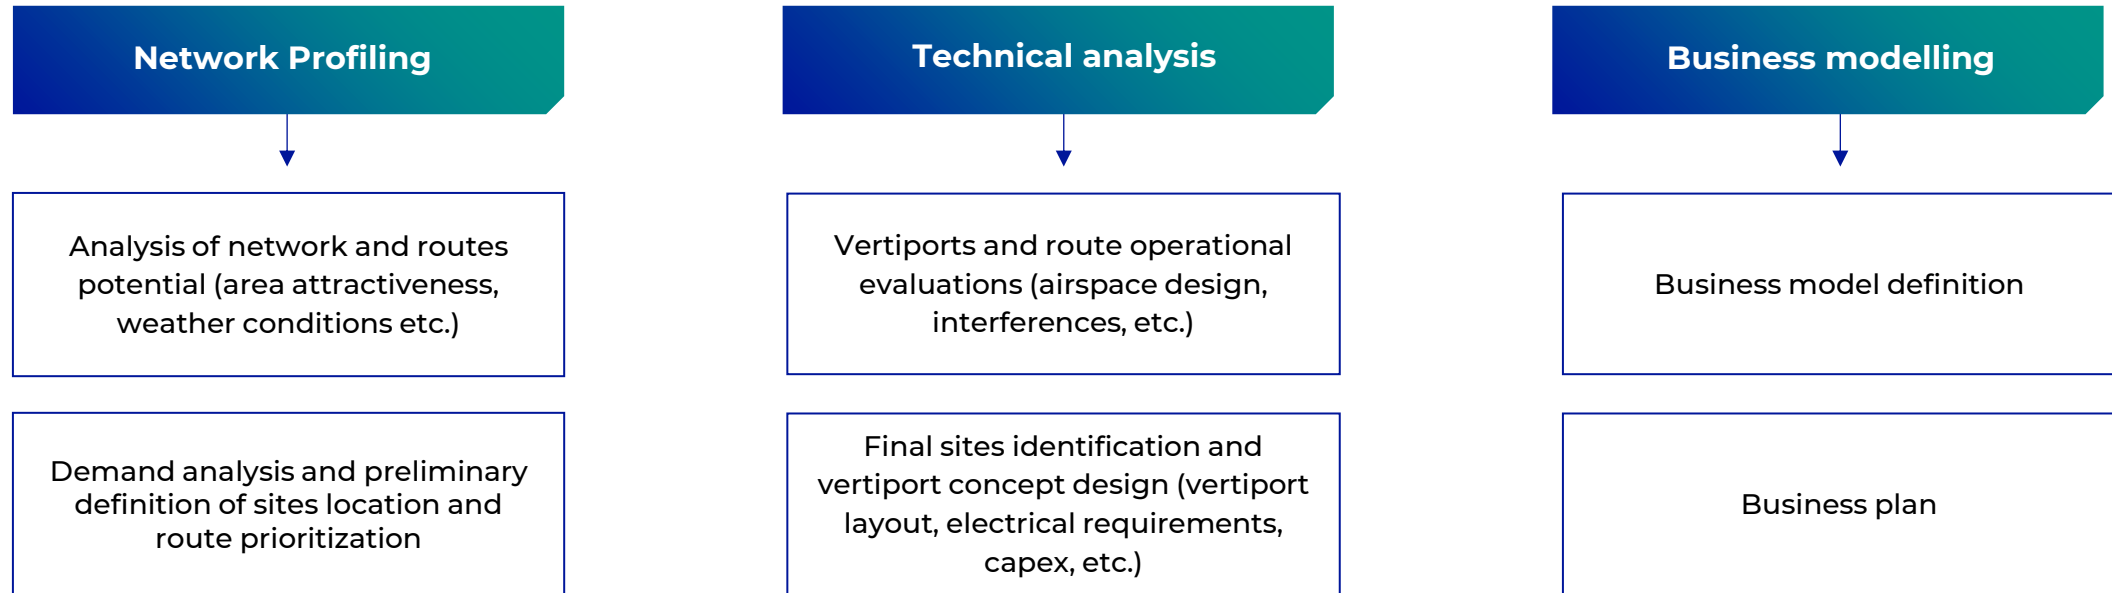 Network Profiling
Analysis of network and routes
potential (area attractiveness,
weather conditions etc.)
Demand analysis and preliminary
definition of sites location and
route prioritization
Technical analysis
Vertiports and route operational
evaluations (airspace design,
interferences, etc.)
Final sites identification and
vertiport concept design (vertiport
layout, electrical requirements,
capex, etc.)
Business modelling
Business model definition
Business plan